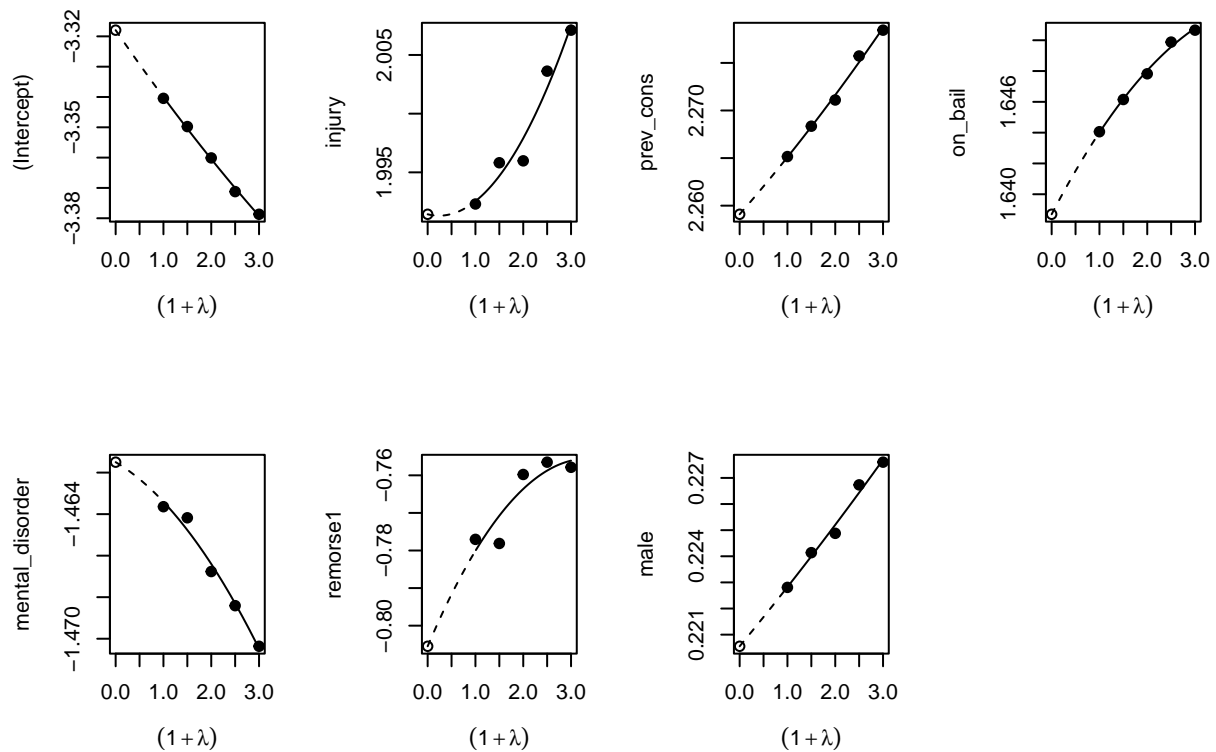 (Intercept)
−3.38
−3.35
−3.32
0.0 1.0 2.0 3.0
(1+λ)
injury
1.995
2.005
0.0 1.0 2.0 3.0
(1+λ)
prev_cons
2.260
2.270
0.0 1.0 2.0 3.0
(1+λ)
on_bail
1.640
1.646
0.0 1.0 2.0 3.0
(1+λ)
mental_disorder
−1.470
−1.464
0.0 1.0 2.0 3.0
(1+λ)
remorse1
−0.80
−0.78
−0.76
0.0 1.0 2.0 3.0
(1+λ)
male
0.221
0.224
0.227
0.0 1.0 2.0 3.0
(1+λ)